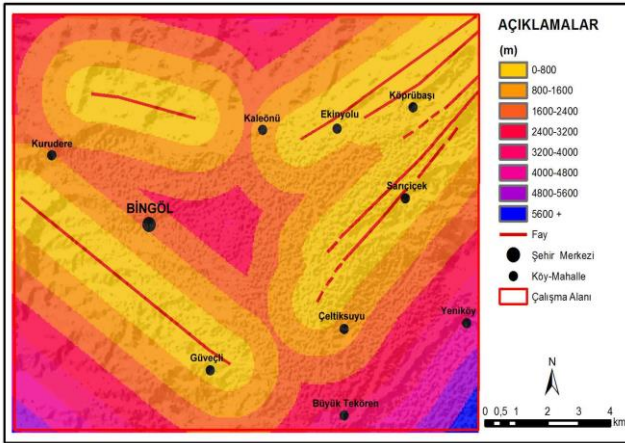 AÇIKLAMALAR
(m)
0-800
800-1600
1600-2400
2400-3200
3200-4000
4000-4800
4800-5600
5600 +
Fay
Şehir Merkezi
Köy-Mahalle
Çalışma Alanı
Köprübaşı
Kaleönü
Ekinyolu
Kurudere
Sarıçiçek
BİNGÖL
Yeniköy
Çeltiksuyu
Güveçli
Büyük Tekören
N
0 0,5 1 2 3 4
km